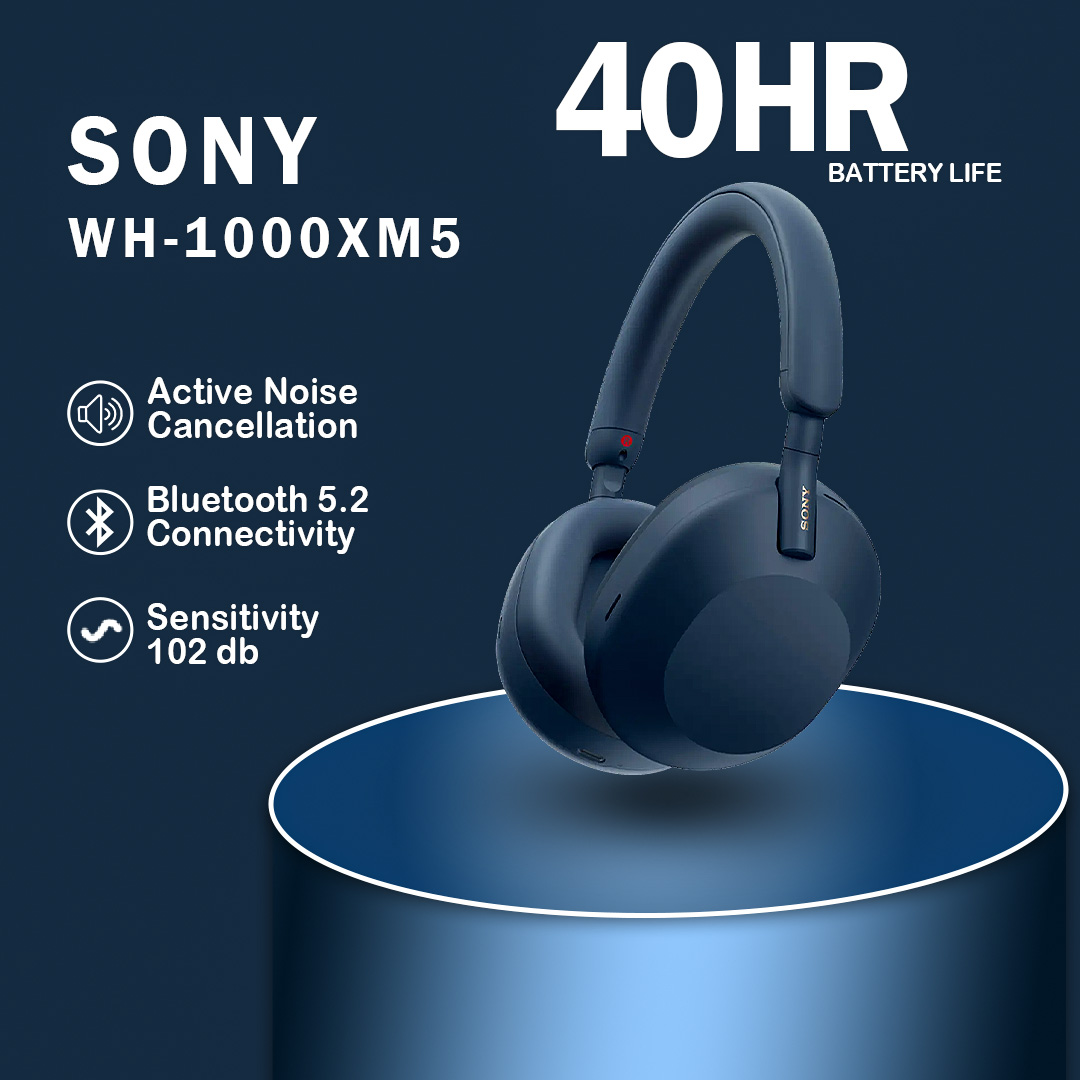 SONY
WH-1000XM5
40HR
BATTERY LIFE
Active Noise
Cancellation
Bluetooth 5.2
Connectivity
Sensitivity
102 db
SONY